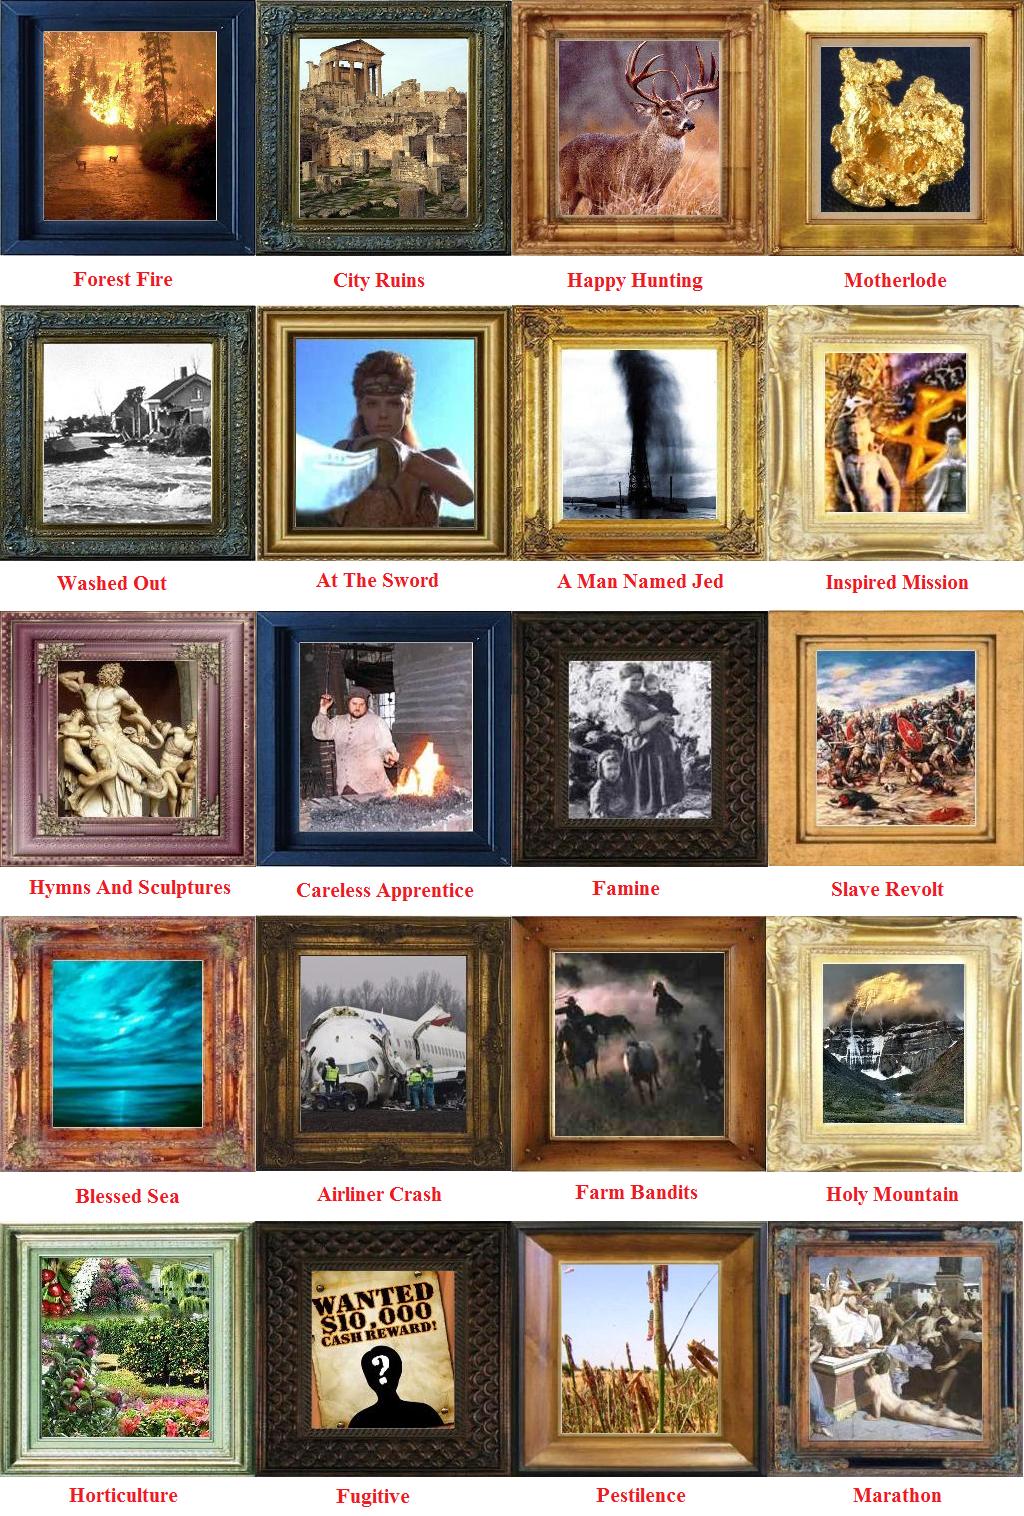 Forest Fire
City Ruins
Happy Hunting
Motherlode
Washed Out
At The Sword
A Man Named Jed
Inspired Mission
Hymns And Sculptures
Careless Apprentice
Famine
Slave Revolt
Blessed Sea
Airliner Crash
Farm Bandits
Holy Mountain
WANTED
$10,000
CASH REWARD!
?
Horticulture
Fugitive
Pestilence
Marathon